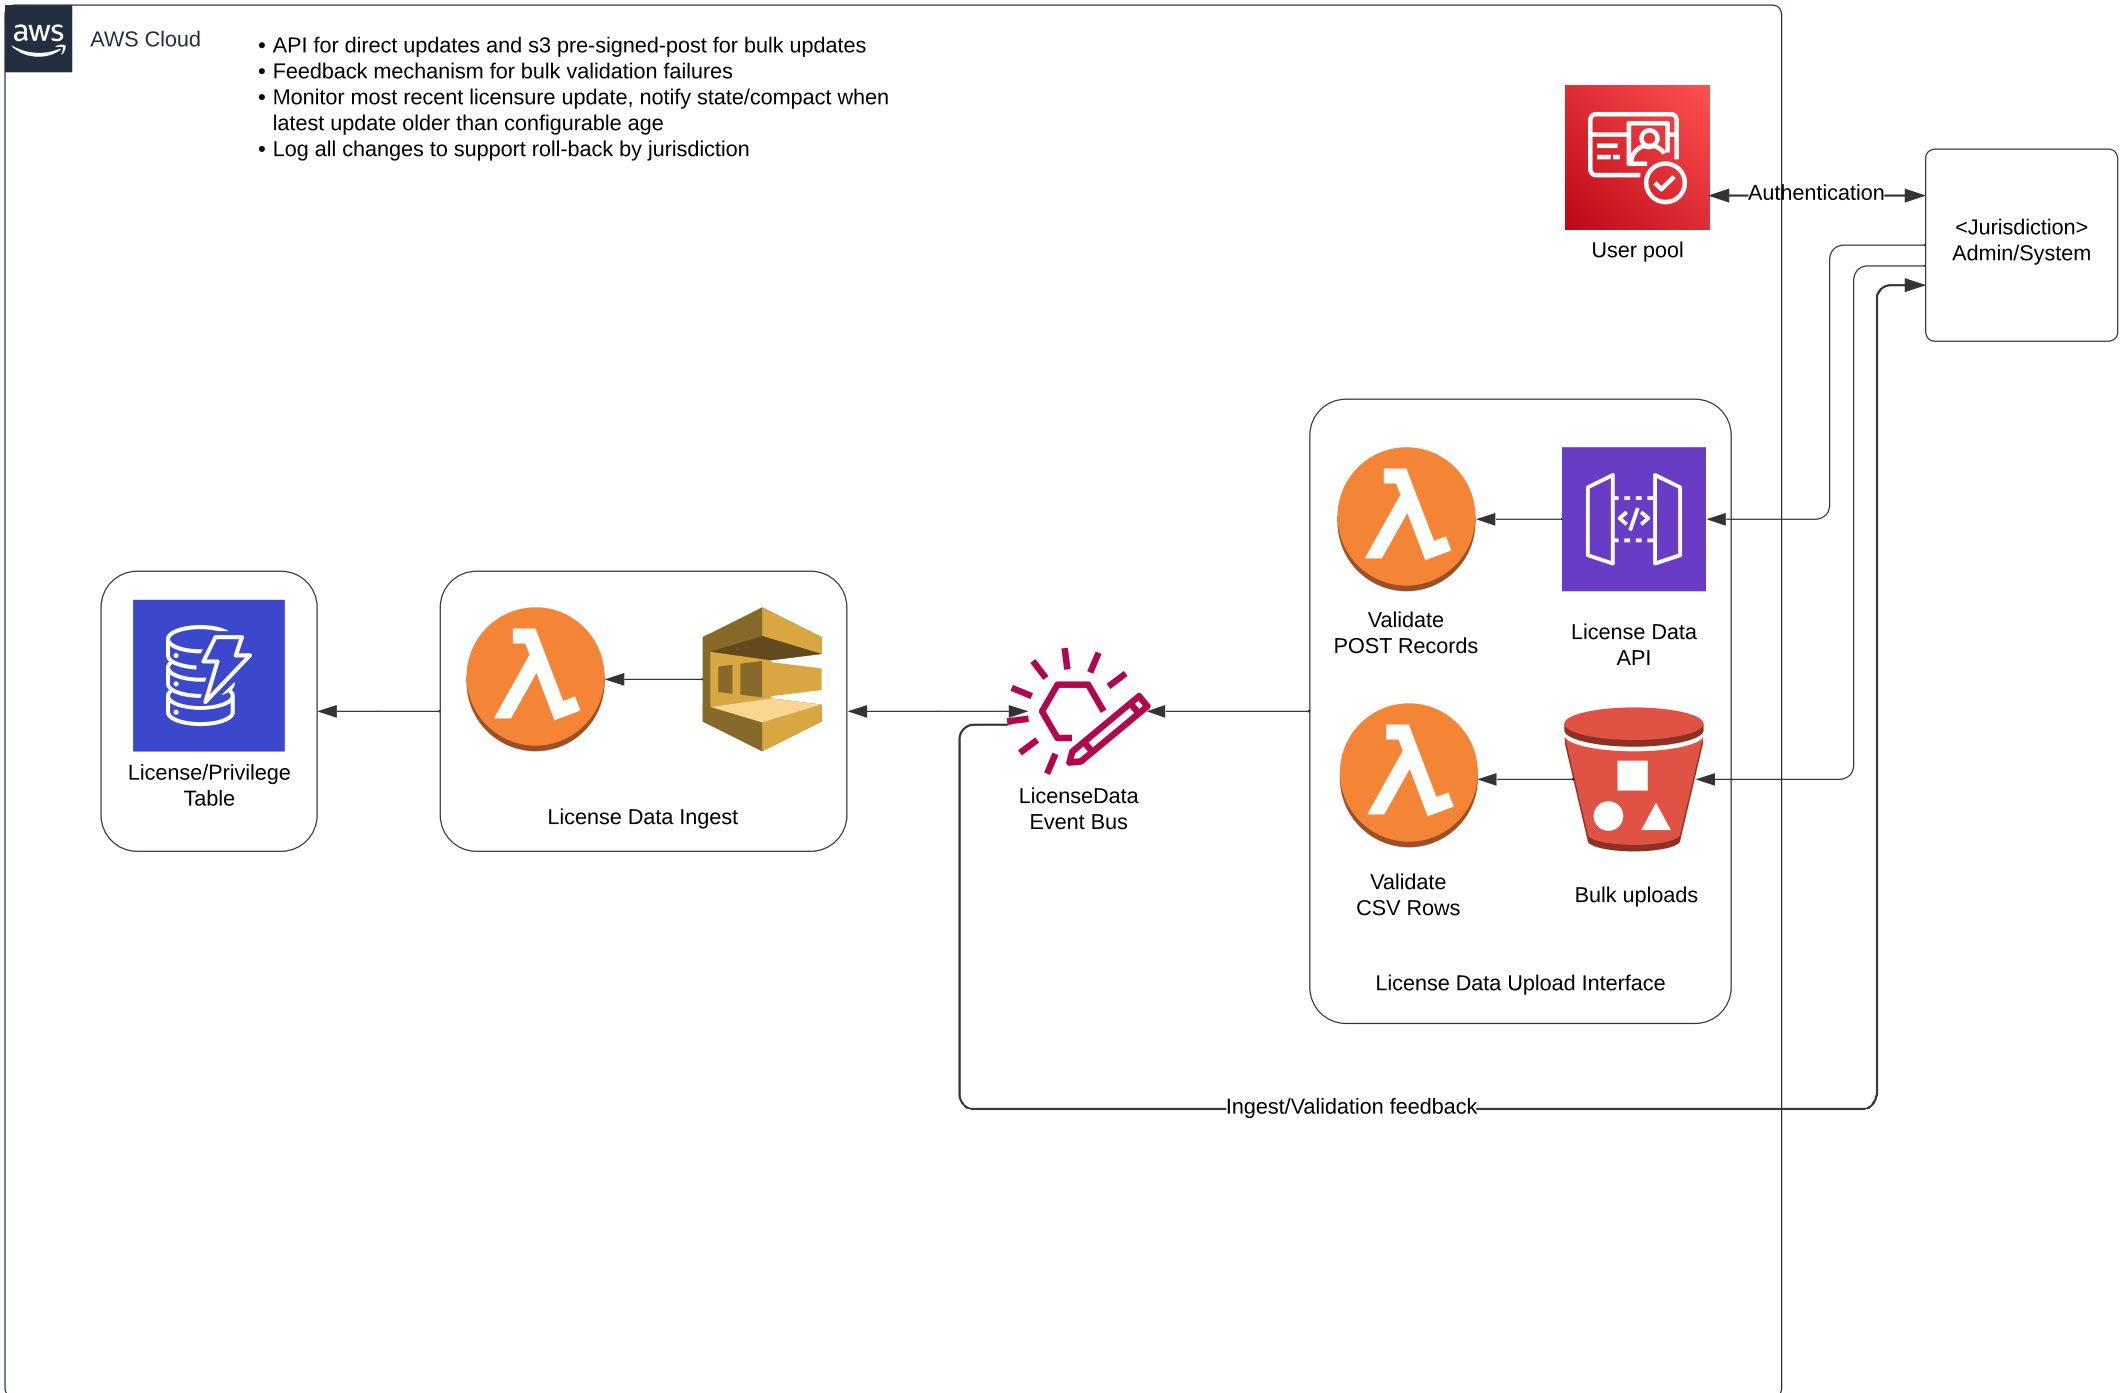 aws
AWS Cloud
• API for direct updates and s3 pre-signed-post for bulk updates
• Feedback mechanism for bulk validation failures
• Monitor most recent licensure update, notify state/compact when
latest update older than configurable age
• Log all changes to support roll-back by jurisdiction
User pool
Authentication
<Jurisdiction>
Admin/System
Validate
POST Records
License Data
API
License/Privilege
Table
License Data Ingest
LicenseData
Event Bus
Validate
CSV Rows
Bulk uploads
License Data Upload Interface
Ingest/Validation feedback